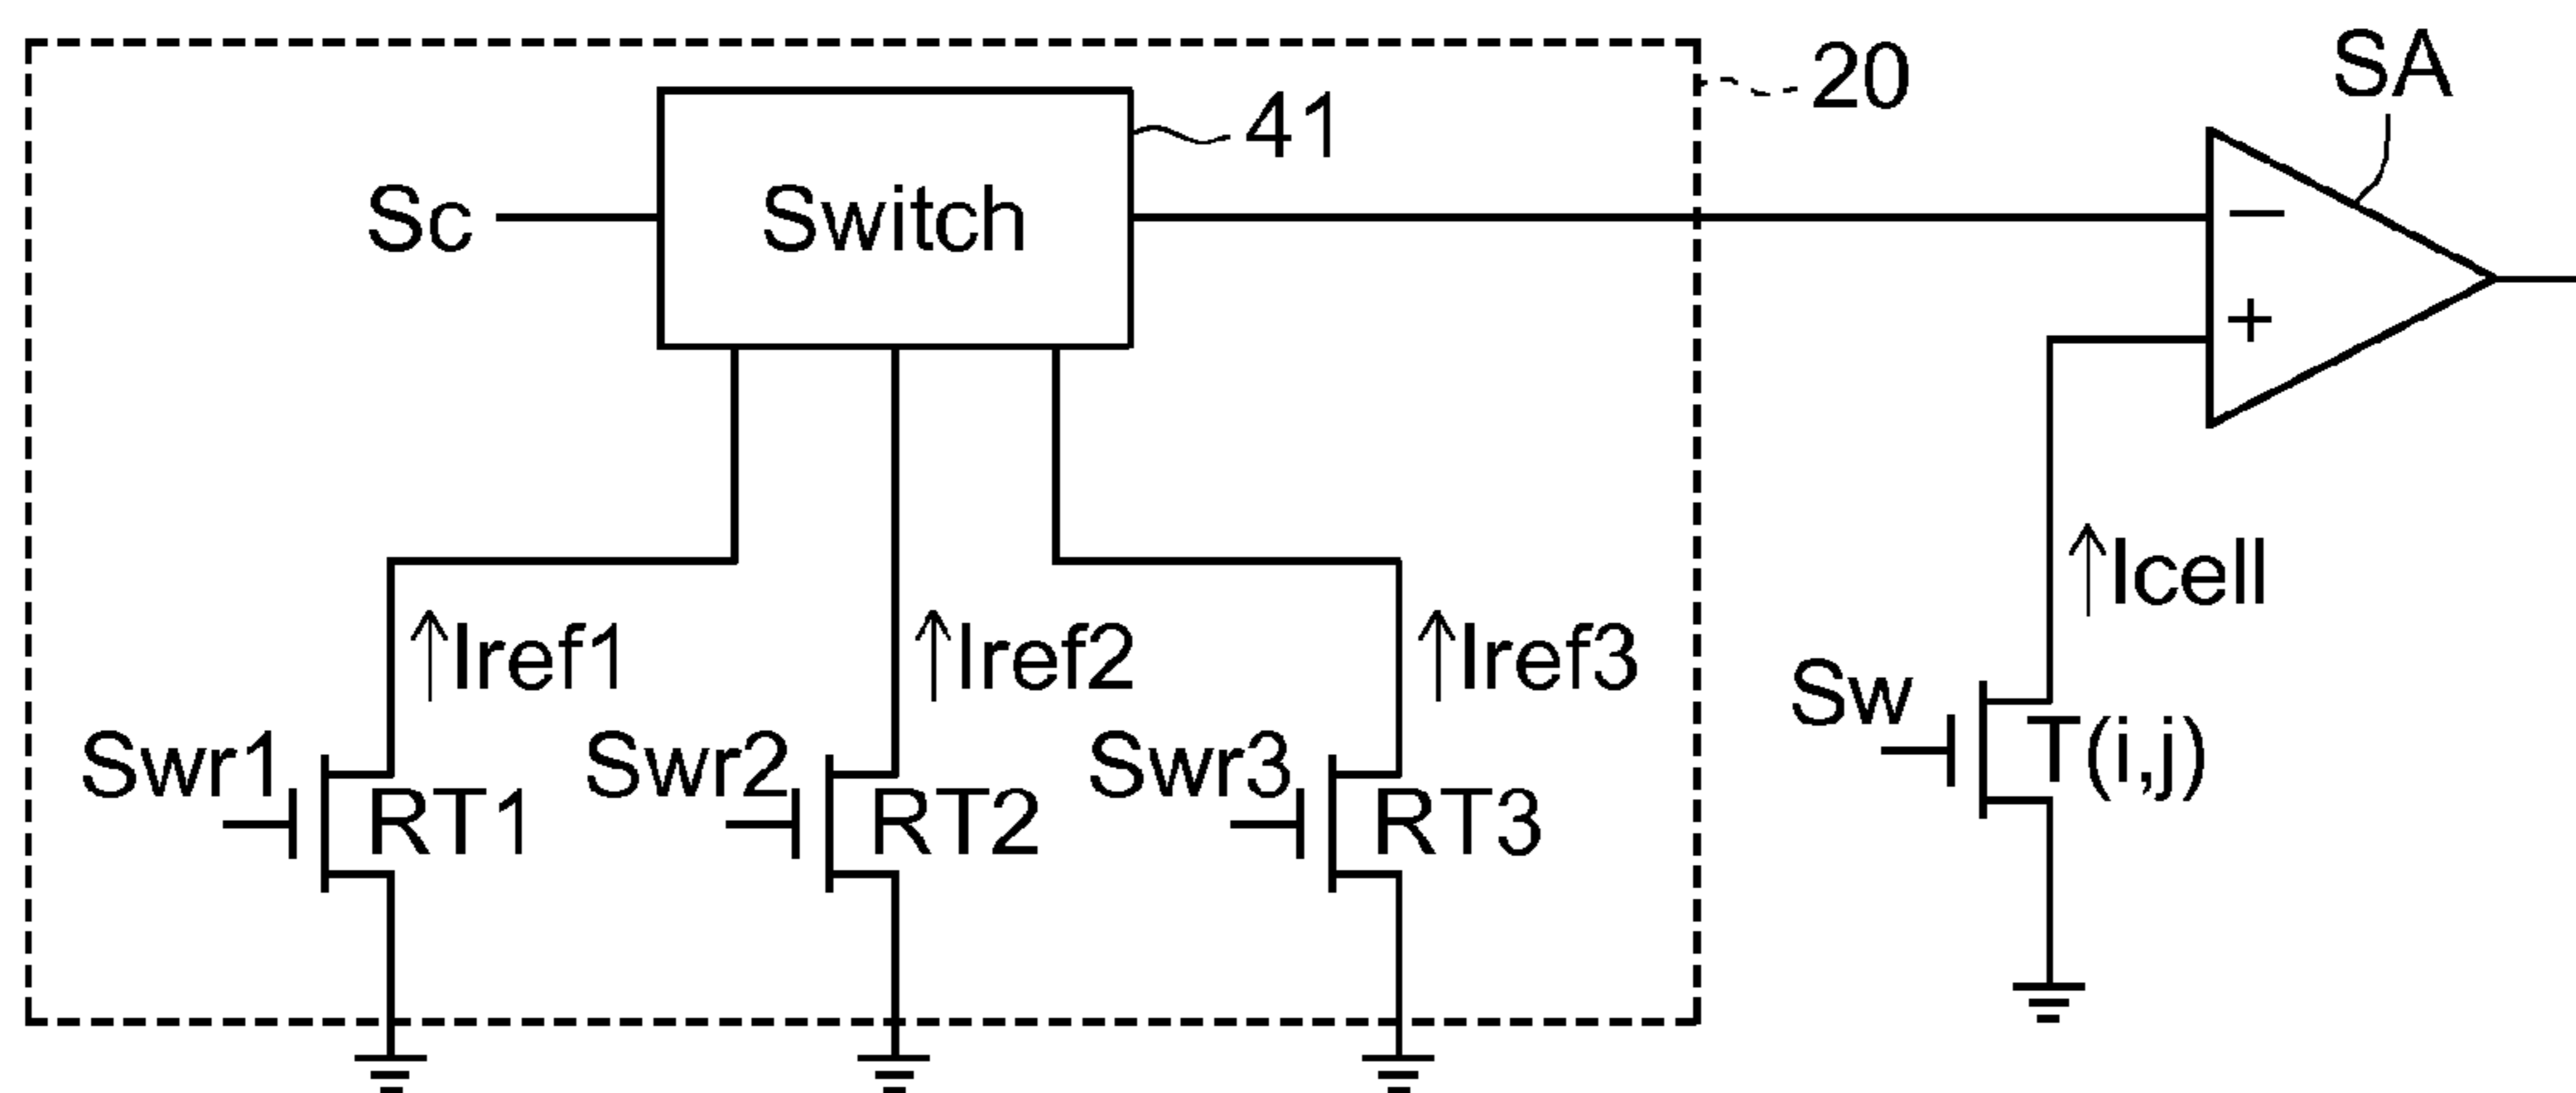 20
SA
41
Sc
Switch
−
+
Icell
Iref1
Iref2
Iref3
Sw
T(i,j)
Swr1
Swr2
Swr3
RT1
RT2
RT3